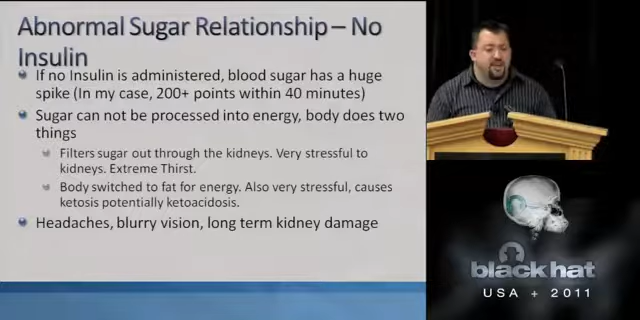 Abnormal Sugar Relationship – No
Insulin
If no Insulin is administered, blood sugar has a huge
spike (In my case, 200+ points within 40 minutes)
Sugar can not be processed into energy, body does two
things
Filters sugar out through the kidneys. Very stressful to
kidneys. Extreme Thirst.
Body switched to fat for energy. Also very stressful, causes
ketosis potentially ketoacidosis.
Headaches, blurry vision, long term kidney damage
black hat
USA + 2011